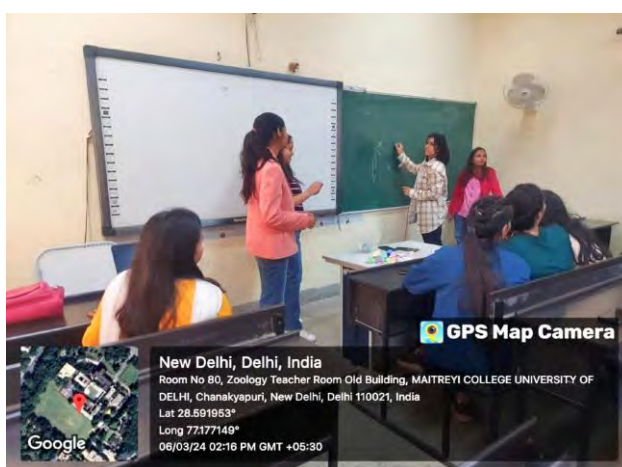 GPS Map Camera
New Delhi, Delhi, India
Room No 80, Zoology Teacher Room Old Building, MAITREYI COLLEGE UNIVERSITY OF
DELHI, Chanakyapuri, New Delhi, Delhi 110021, India
Lat 28.591953°
Long 77.177149°
06/03/24 02:16 PM GMT +05:30
Google